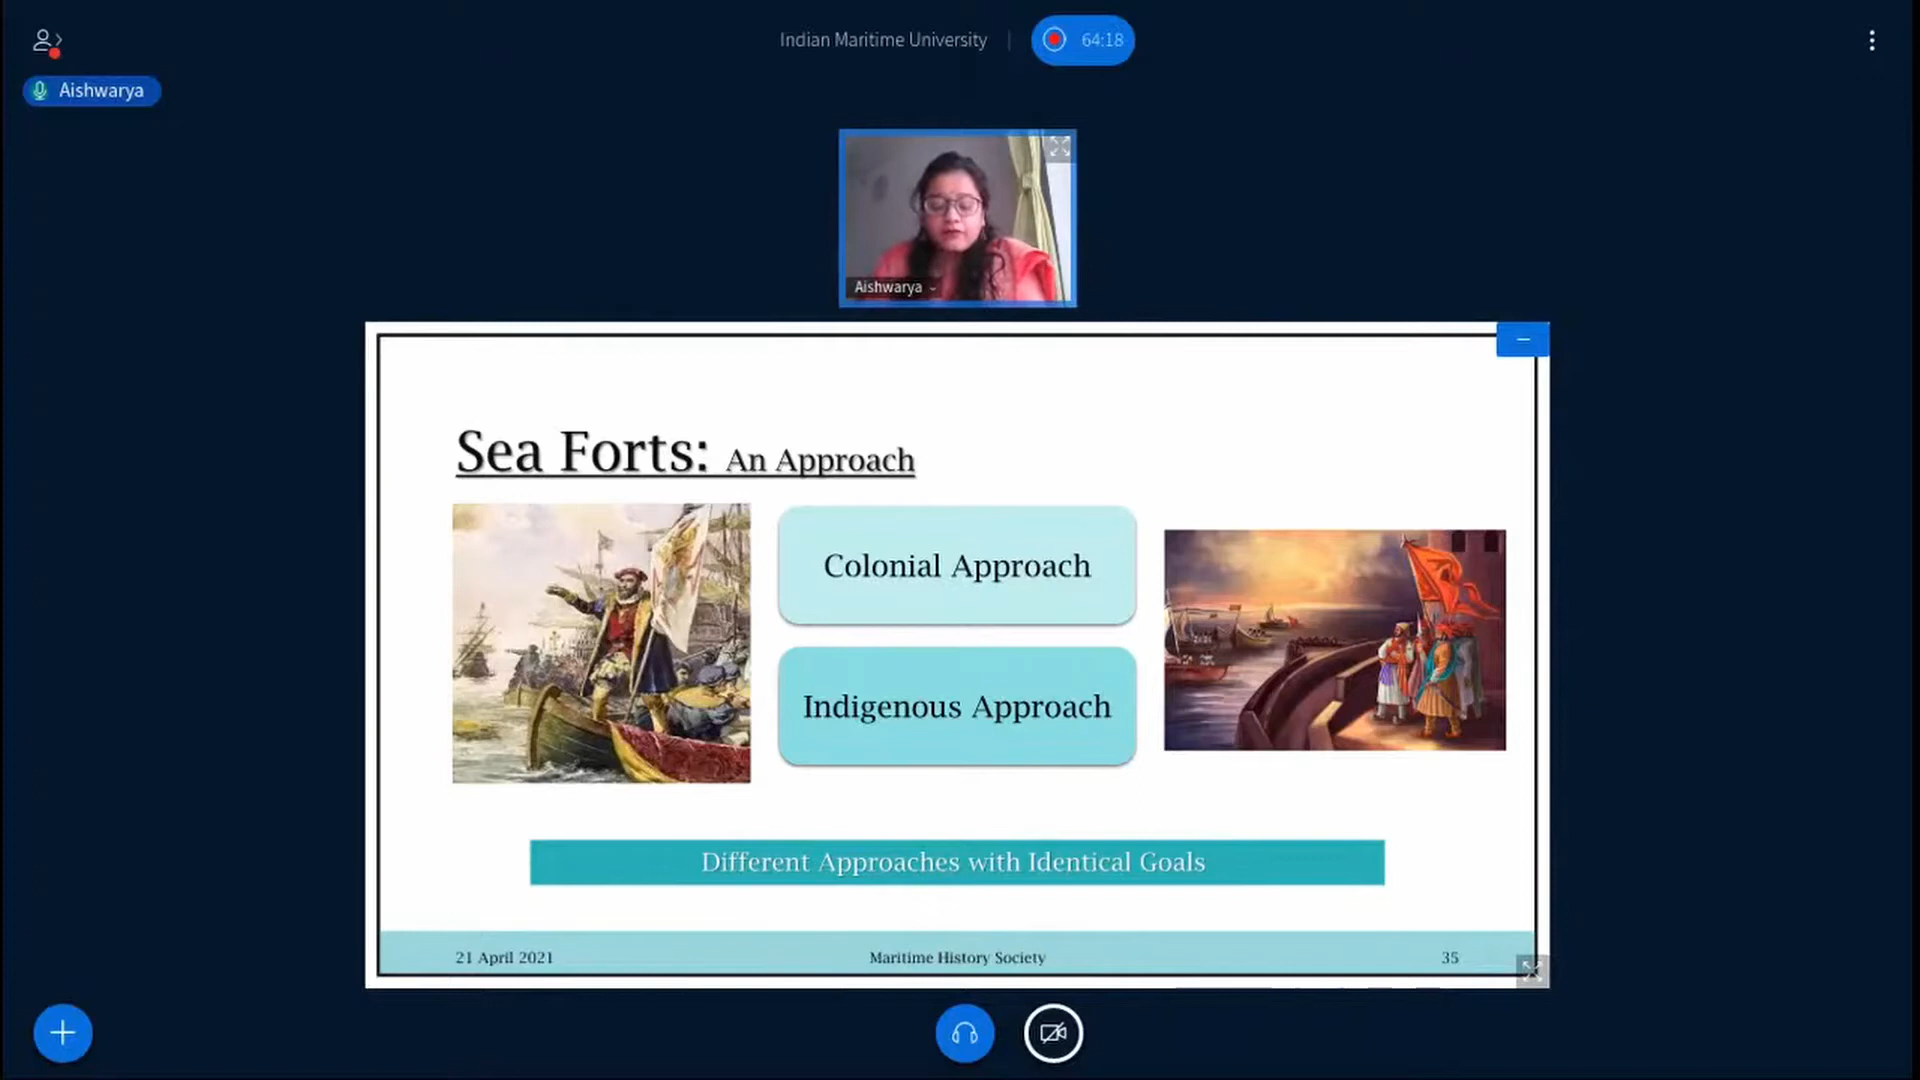 Indian Maritime University
64:18
Aishwarya
Aishwarya
Sea Forts: An Approach
Colonial Approach
Indigenous Approach
Different Approaches with Identical Goals
21 April 2021
Maritime History Society
35